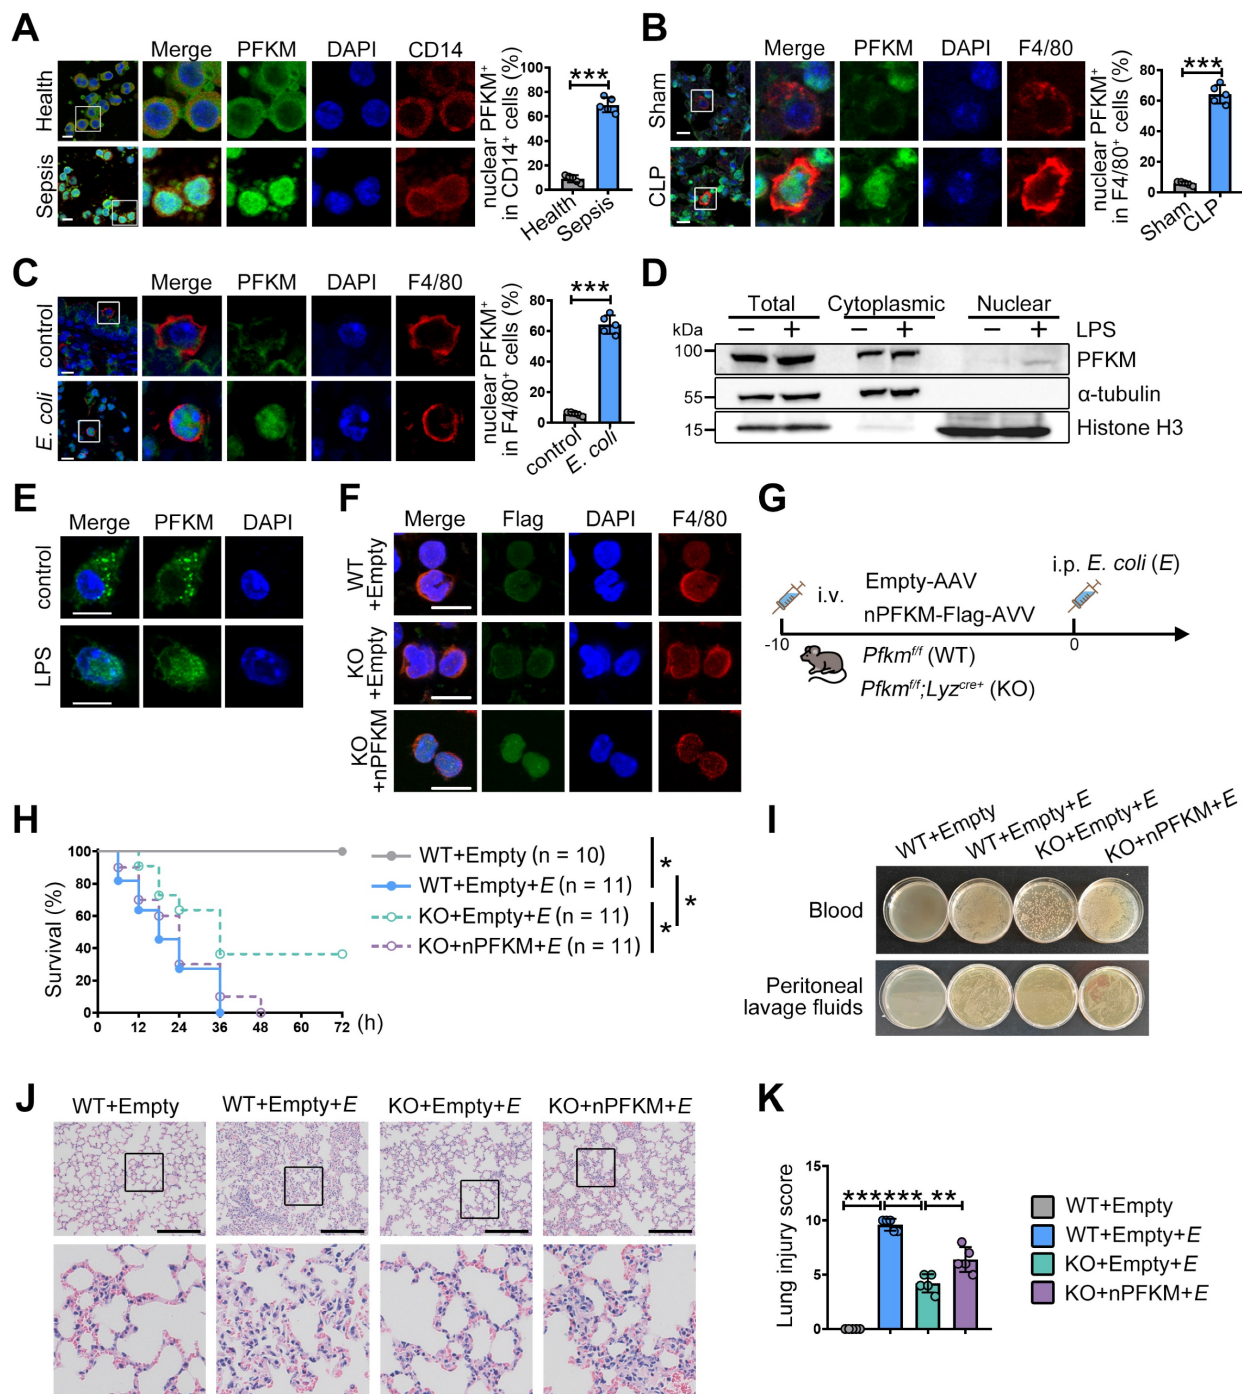 A
Merge PFKM DAPI CD14
Health
Sepsis
nuclear PFKM⁺
in CD14⁺ cells (%)
100
80
60
40
20
0
***
Health
Sepsis
B
Merge PFKM DAPI F4/80
Sham
CLP
nuclear PFKM⁺
in F4/80⁺ cells (%)
80
60
40
20
0
***
Sham
CLP
C
Merge PFKM DAPI F4/80
control
E. coli
nuclear PFKM⁺
in F4/80⁺ cells (%)
80
60
40
20
0
***
control
E. coli
D
Total Cytoplasmic Nuclear
kDa − + − + − + LPS
100 PFKM
55 α-tubulin
15 Histone H3
E
Merge PFKM DAPI
control
LPS
F
Merge Flag DAPI F4/80
WT
+Empty
KO
+Empty
KO
+nPFKM
G
i.p. E. coli (E)
i.v. Empty-AAV
nPFKM-Flag-AVV
-10 0
Pfkm^f/f (WT)
Pfkm^f/f;Lyz^cre+ (KO)
H
Survival (%)
100
80
60
40
20
0
0 12 24 36 48 72 (h)
WT+Empty (n = 10)
WT+Empty+E (n = 11)
KO+Empty+E (n = 11)
KO+nPFKM+E (n = 11)
*
*
*
I
WT+Empty
WT+Empty+E
KO+Empty+E
KO+nPFKM+E
Blood
Peritoneal
lavage fluids
J
WT+Empty WT+Empty+E KO+Empty+E KO+nPFKM+E
K
Lung injury score
15
10
5
0
*** *** **
WT+Empty
WT+Empty+E
KO+Empty+E
KO+nPFKM+E